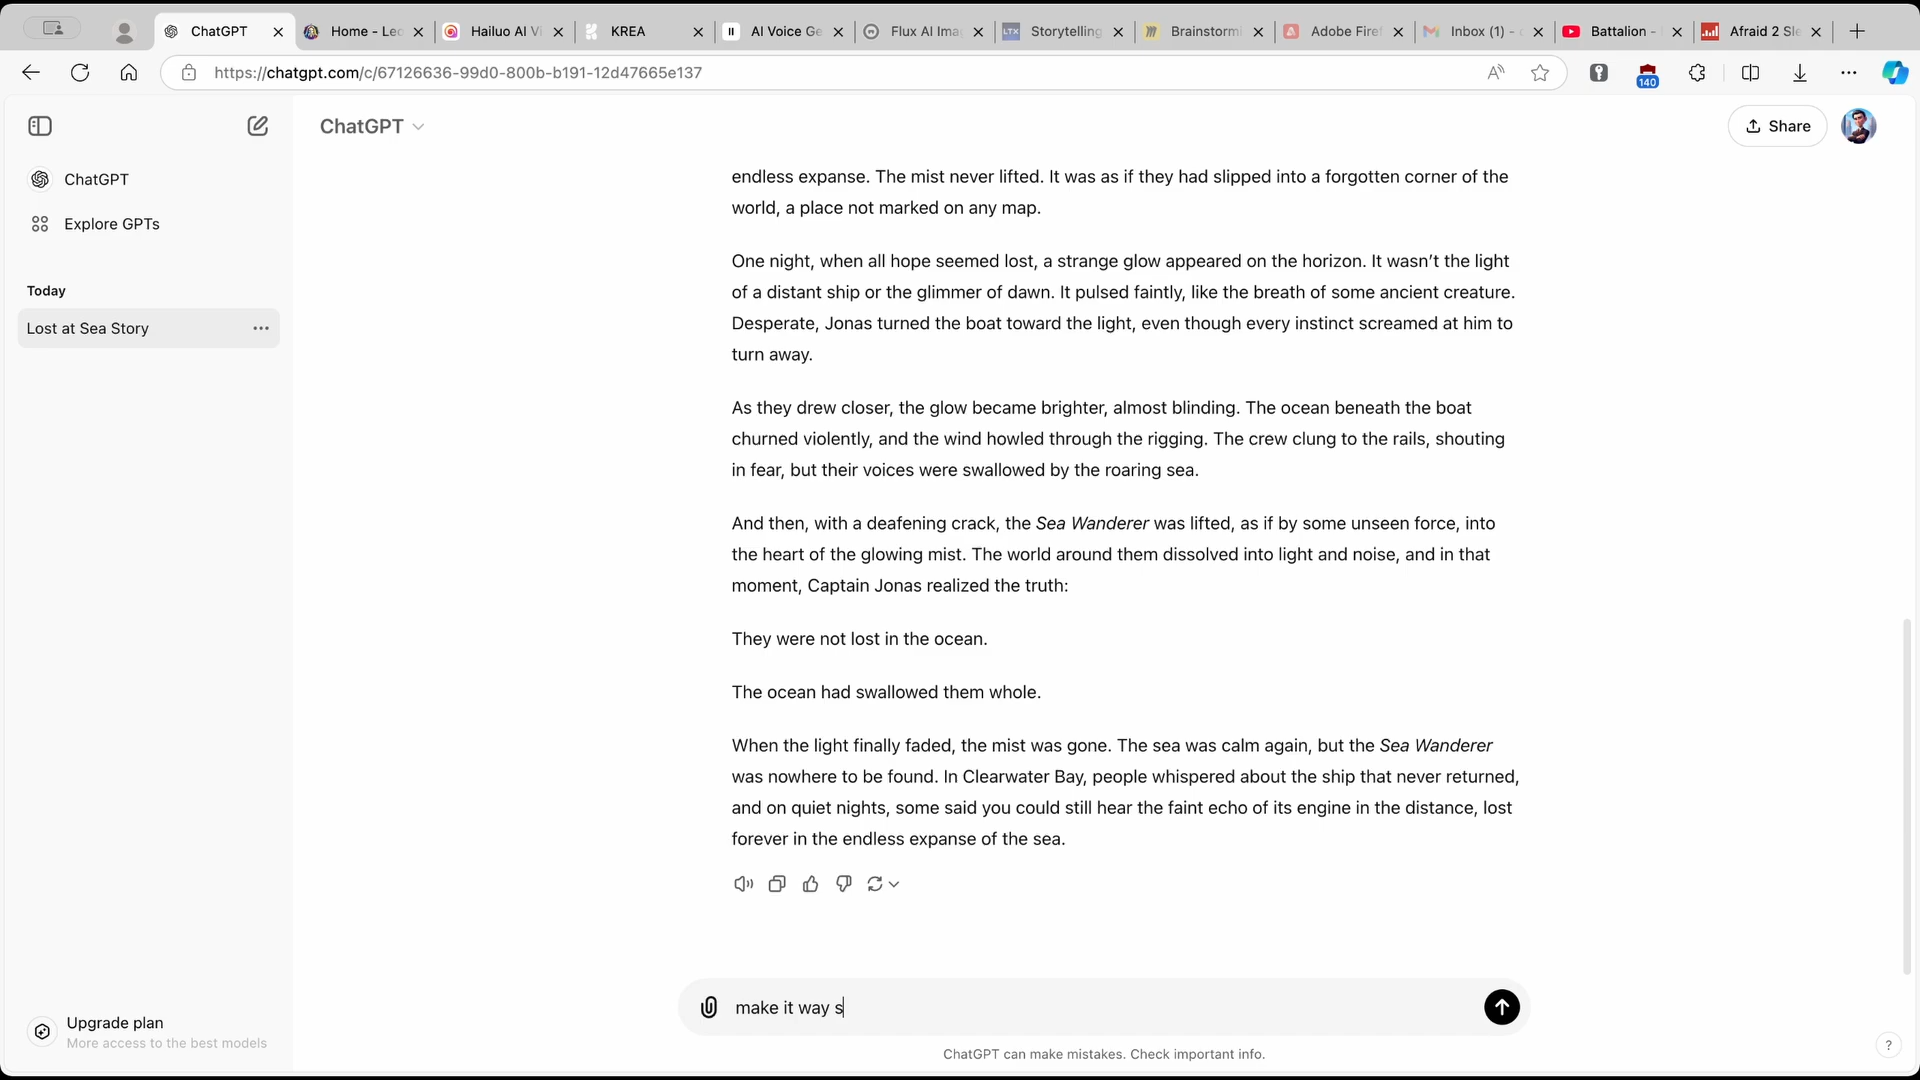 ChatGPT
Home - Lec
Hailuo AI Vi
KREA
AI Voice Ge
Flux AI Ima
LTX
Storytelling
Brainstormi
Adobe Firef
Inbox (1) -
Battalion -
Afraid 2 Sle
https://chatgpt.com/c/67126636-99d0-800b-b191-12d47665e137
140
ChatGPT
Explore GPTs
Today
Lost at Sea Story
Upgrade plan
More access to the best models
ChatGPT
Share
endless expanse. The mist never lifted. It was as if they had slipped into a forgotten corner of the
world, a place not marked on any map.
One night, when all hope seemed lost, a strange glow appeared on the horizon. It wasn’t the light
of a distant ship or the glimmer of dawn. It pulsed faintly, like the breath of some ancient creature.
Desperate, Jonas turned the boat toward the light, even though every instinct screamed at him to
turn away.
As they drew closer, the glow became brighter, almost blinding. The ocean beneath the boat
churned violently, and the wind howled through the rigging. The crew clung to the rails, shouting
in fear, but their voices were swallowed by the roaring sea.
And then, with a deafening crack, the Sea Wanderer was lifted, as if by some unseen force, into
the heart of the glowing mist. The world around them dissolved into light and noise, and in that
moment, Captain Jonas realized the truth:
They were not lost in the ocean.
The ocean had swallowed them whole.
When the light finally faded, the mist was gone. The sea was calm again, but the Sea Wanderer
was nowhere to be found. In Clearwater Bay, people whispered about the ship that never returned,
and on quiet nights, some said you could still hear the faint echo of its engine in the distance, lost
forever in the endless expanse of the sea.
make it way s
ChatGPT can make mistakes. Check important info.
?